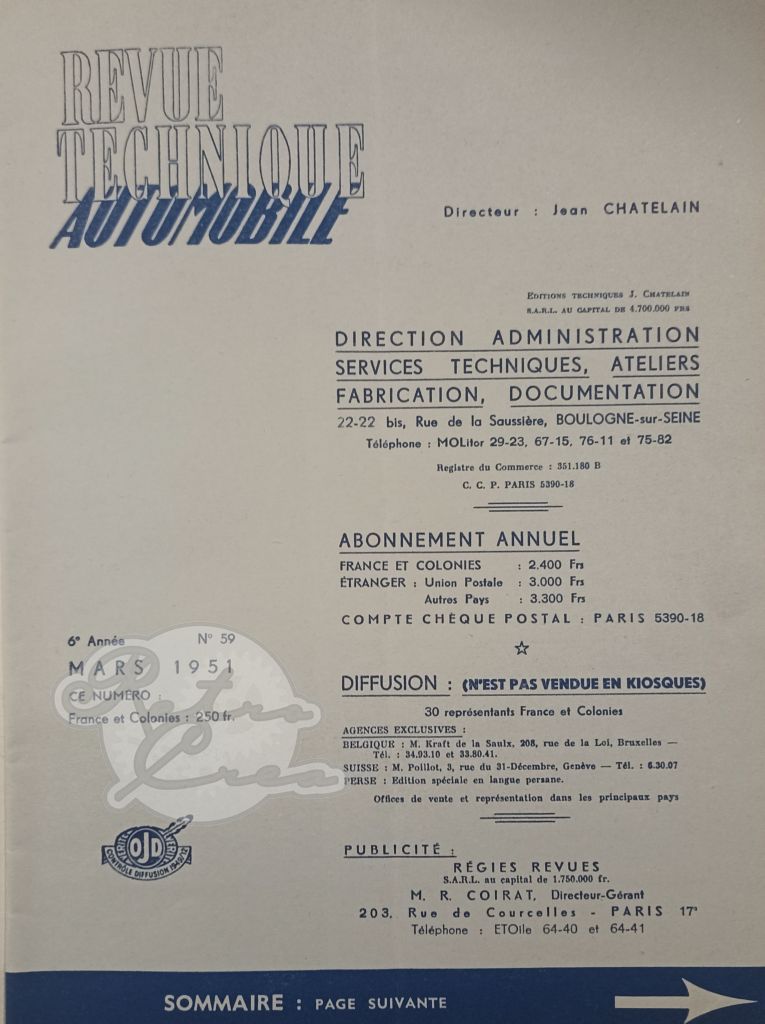 REVUE
TECHNIQUE
AUTOMOBILE
Directeur : Jean CHATELAIN
EDITIONS TECHNIQUES J. CHATELAIN
S.A.R.L. AU CAPITAL DE 4.700.000 FRS
DIRECTION ADMINISTRATION
SERVICES TECHNIQUES, ATELIERS
FABRICATION, DOCUMENTATION
22-22 bis, Rue de la Saussière, BOULOGNE-sur-SEINE
Téléphone : MOLitor 29-23, 67-15, 76-11 et 75-82
Registre du Commerce : 351.180 B
C. C. P. PARIS 5390-18
ABONNEMENT ANNUEL
FRANCE ET COLONIES : 2.400 Frs
ÉTRANGER : Union Postale : 3.000 Frs
Autres Pays : 3.300 Frs
COMPTE CHÈQUE POSTAL : PARIS 5390-18
6e Année N° 59
MARS 1951
CE NUMÉRO :
France et Colonies : 250 fr.
Retro
Crea
DIFFUSION : (N'EST PAS VENDUE EN KIOSQUES)
30 représentants France et Colonies
AGENCES EXCLUSIVES :
BELGIQUE : M. Kraft de la Saulx, 208, rue de la Loi, Bruxelles —
Tél. : 34.93.10 et 33.80.41.
SUISSE : M. Poillot, 3, rue du 31-Décembre, Genève — Tél. : 6.30.07
PERSE : Edition spéciale en langue persane.
Offices de vente et représentation dans les principaux pays
OJD
CONTRÔLE DIFFUSION
PUBLICITÉ :
RÉGIES REVUES
S.A.R.L. au capital de 1.750.000 fr.
M. R. COIRAT, Directeur-Gérant
203, Rue de Courcelles - PARIS 17e
Téléphone : ETOile 64-40 et 64-41
SOMMAIRE : PAGE SUIVANTE